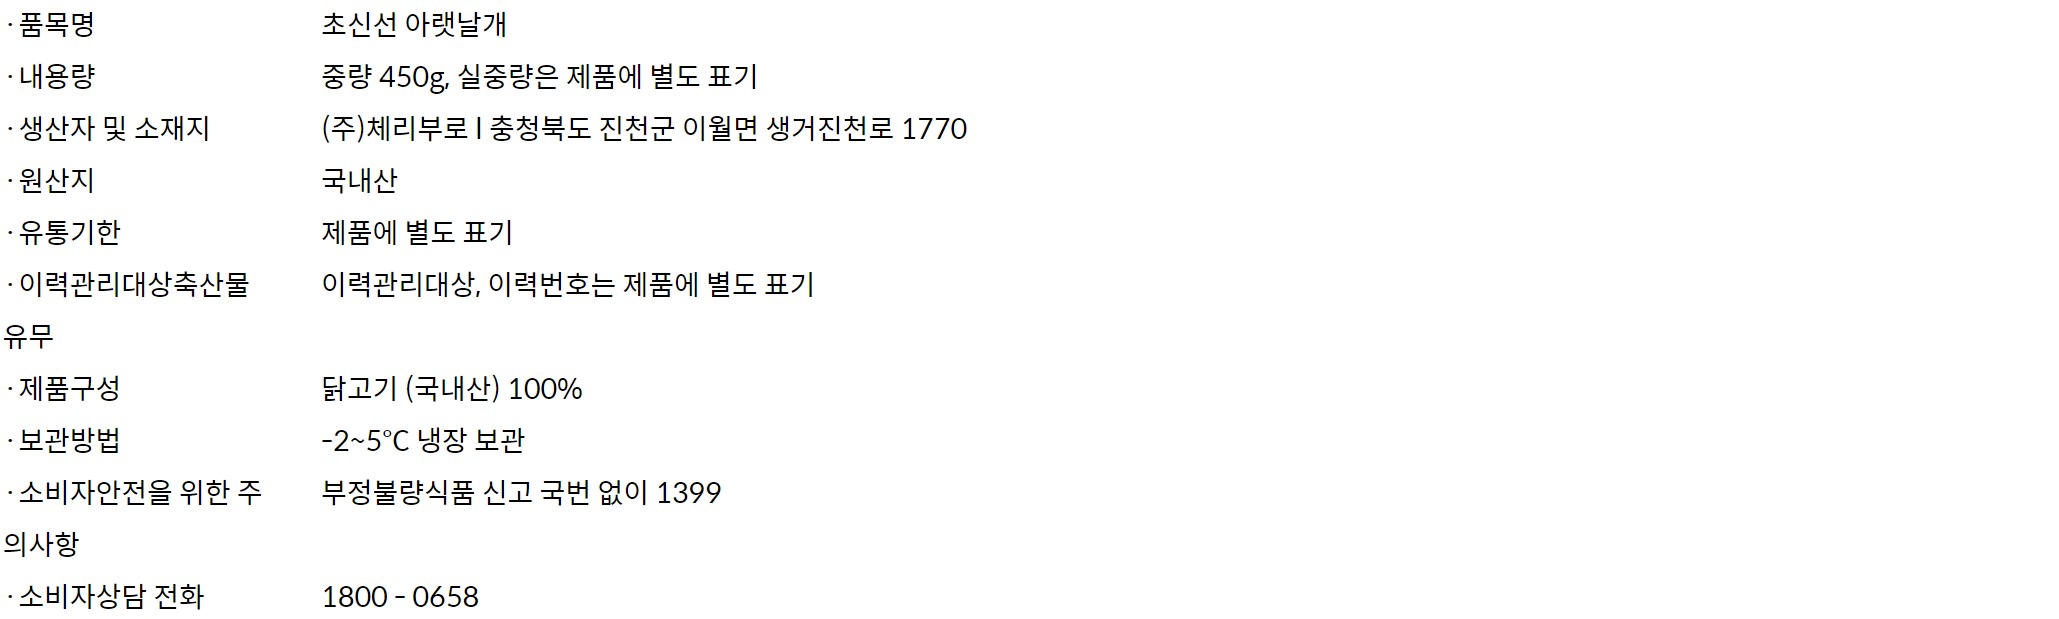 · 품목명 초신선 아랫날개
· 내용량 중량 450g, 실중량은 제품에 별도 표기
· 생산자 및 소재지 (주)체리부로 I 충청북도 진천군 이월면 생거진천로 1770
· 원산지 국내산
· 유통기한 제품에 별도 표기
· 이력관리대상축산물 이력관리대상, 이력번호는 제품에 별도 표기
유무
· 제품구성 닭고기 (국내산) 100%
· 보관방법 -2~5°C 냉장 보관
· 소비자안전을 위한 주 부정불량식품 신고 국번 없이 1399
의사항
· 소비자상담 전화 1800 - 0658